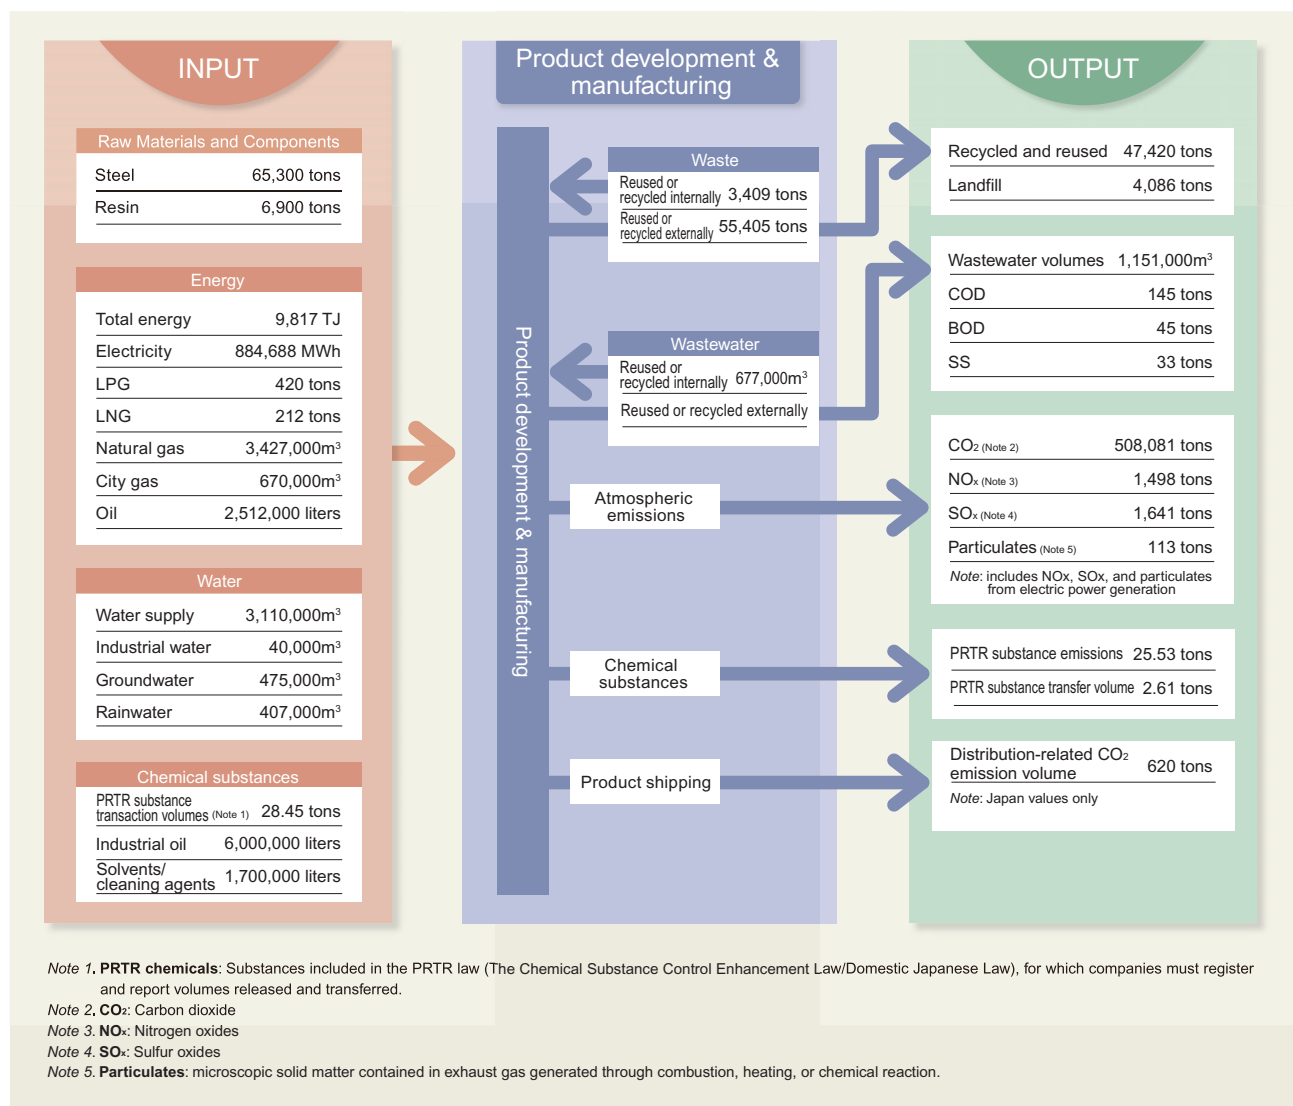 INPUT
Raw Materials and Components
Steel 65,300 tons
Resin 6,900 tons
Energy
Total energy 9,817 TJ
Electricity 884,688 MWh
LPG 420 tons
LNG 212 tons
Natural gas 3,427,000m³
City gas 670,000m³
Oil 2,512,000 liters
Water
Water supply 3,110,000m³
Industrial water 40,000m³
Groundwater 475,000m³
Rainwater 407,000m³
Chemical substances
PRTR substance
transaction volumes (Note 1) 28.45 tons
Industrial oil 6,000,000 liters
Solvents/
cleaning agents 1,700,000 liters
Product development &
manufacturing
Product development & manufacturing
Waste
Reused or
recycled internally 3,409 tons
Reused or
recycled externally 55,405 tons
Wastewater
Reused or
recycled internally 677,000m³
Reused or recycled externally
Atmospheric
emissions
Chemical
substances
Product shipping
OUTPUT
Recycled and reused 47,420 tons
Landfill 4,086 tons
Wastewater volumes 1,151,000m³
COD 145 tons
BOD 45 tons
SS 33 tons
CO₂ (Note 2) 508,081 tons
NOx (Note 3) 1,498 tons
SOx (Note 4) 1,641 tons
Particulates (Note 5) 113 tons
Note: includes NOx, SOx, and particulates
from electric power generation
PRTR substance emissions 25.53 tons
PRTR substance transfer volume 2.61 tons
Distribution-related CO₂
emission volume 620 tons
Note: Japan values only
Note 1. PRTR chemicals: Substances included in the PRTR law (The Chemical Substance Control Enhancement Law/Domestic Japanese Law), for which companies must register
and report volumes released and transferred.
Note 2. CO₂: Carbon dioxide
Note 3. NOx: Nitrogen oxides
Note 4. SOx: Sulfur oxides
Note 5. Particulates: microscopic solid matter contained in exhaust gas generated through combustion, heating, or chemical reaction.